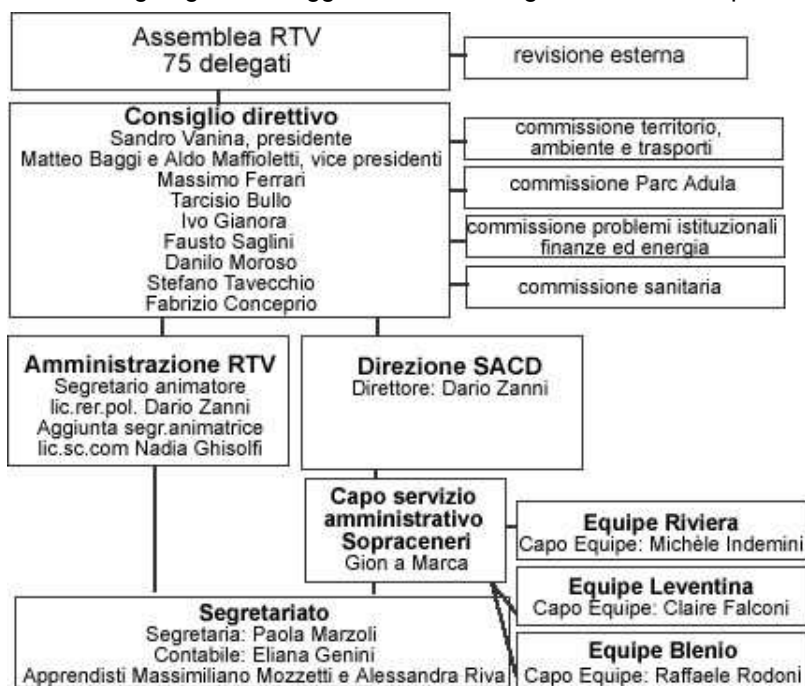 Assemblea RTV
75 delegati
revisione esterna
Consiglio direttivo
Sandro Vanina, presidente
Matteo Baggi e Aldo Maffioletti, vice presidenti
Massimo Ferrari
Tarcisio Bullo
Ivo Gianora
Fausto Saglini
Danilo Moroso
Stefano Tavecchio
Fabrizio Conceprio
commissione territorio,
ambiente e trasporti
commissione Parc Adula
commissione problemi istituzionali
finanze ed energia
commissione sanitaria
Amministrazione RTV
Segretario animatore
lic.rer.pol. Dario Zanni
Aggiunta segr.animatrice
lic.sc.com Nadia Ghisolfi
Direzione SACD
Direttore: Dario Zanni
Capo servizio
amministrativo
Sopraceneri
Gion a Marca
Equipe Riviera
Capo Equipe: Michèle Indemini
Equipe Leventina
Capo Equipe: Claire Falconi
Equipe Blenio
Capo Equipe: Raffaele Rodoni
Segretariato
Segretaria: Paola Marzoli
Contabile: Eliana Genini
Apprendisti Massimiliano Mozzetti e Alessandra Riva